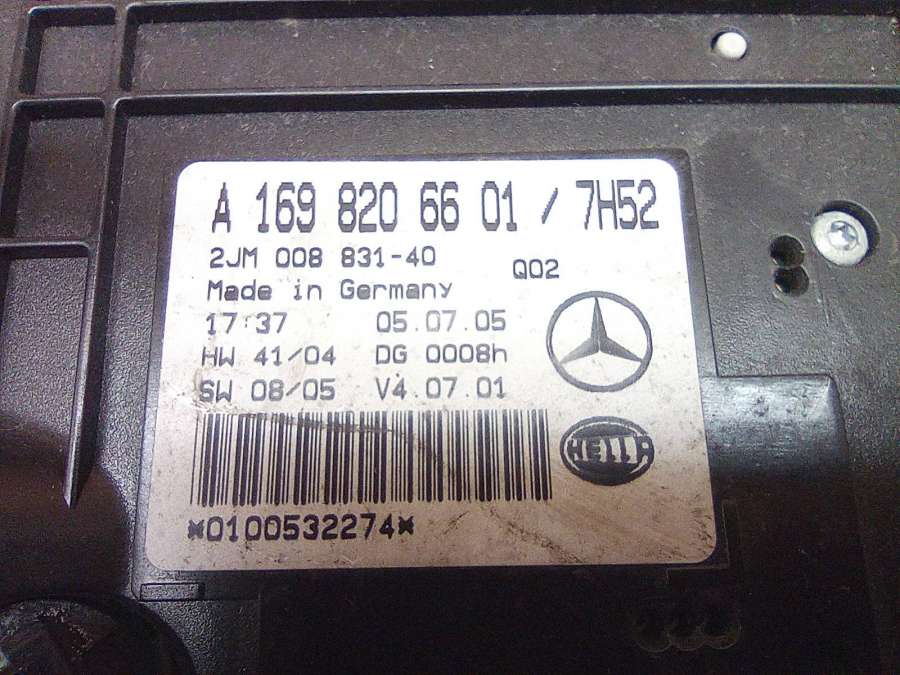 A 169 820 66 01 / 7H52
2JM 008 831-40
Q02
Made in Germany
17:37 05.07.05
HW 41/04 DG 0008h
SW 08/05 V4.07.01
HELLA
*0100532274*